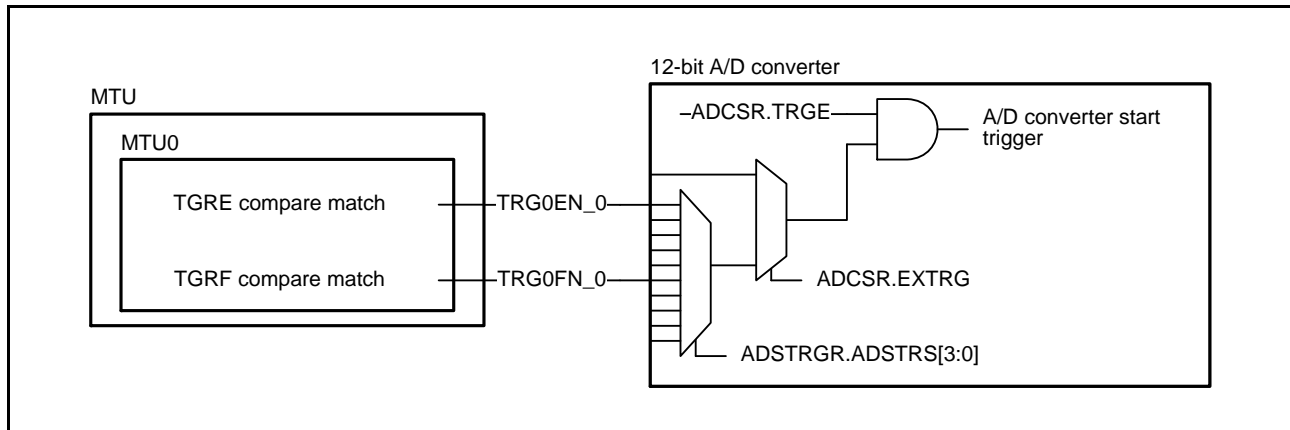 12-bit A/D converter
MTU
ADCSR.TRGE
A/D converter start
trigger
MTU0
TGRE compare match
TRG0EN_0
TGRF compare match
TRG0FN_0
ADCSR.EXTRG
ADSTRGR.ADSTRS[3:0]